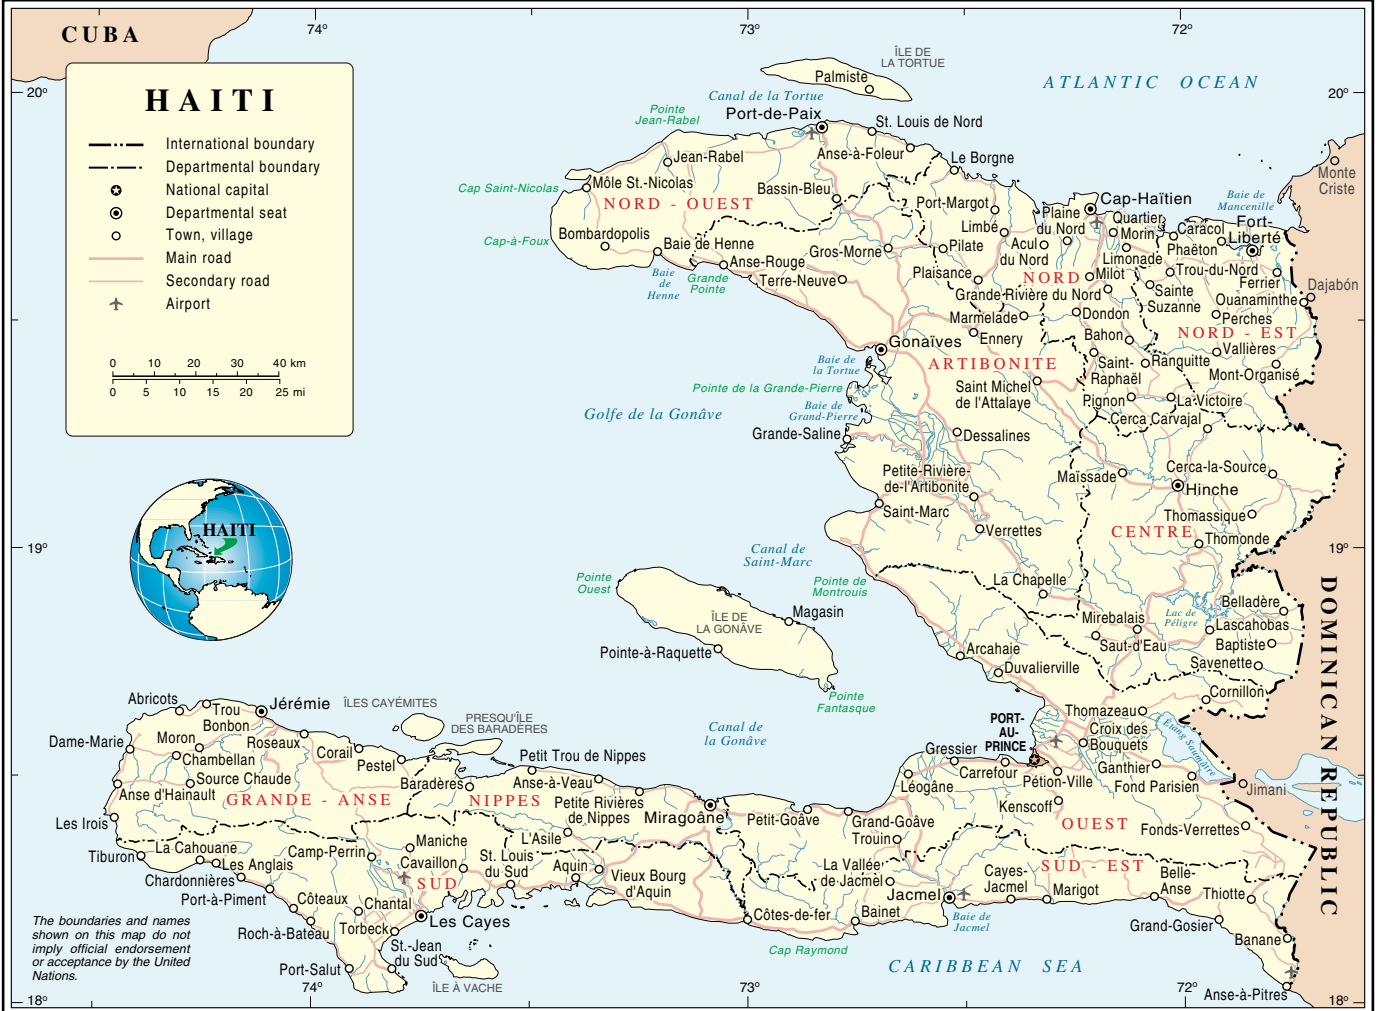 CUBA
74°
73°
72°
20°
20°
HAITI
International boundary
Departmental boundary
National capital
Departmental seat
Town, village
Main road
Secondary road
Airport
0 10 20 30 40 km
0 5 10 15 20 25 mi
HAITI
ATLANTIC OCEAN
ÎLE DE
LA TORTUE
Palmiste
Canal de la Tortue
Pointe
Jean-Rabel
Port-de-Paix
St. Louis de Nord
Anse-à-Foleur
Le Borgne
Jean-Rabel
Cap Saint-Nicolas
Môle St.-Nicolas
Bassin-Bleu
NORD - OUEST
Port-Margot
Cap-Haïtien
Baie de
Mancenille
Monte
Criste
Plaine
du Nord
Quartier
Morin
Caracol
Fort-
Liberté
Limbé
Acul
du Nord
Limonade
Phaëton
Cap-à-Foux
Bombardopolis
Baie de Henne
Anse-Rouge
Gros-Morne
Pilate
Plaisance
NORD
Milot
Trou-du-Nord
Ferrier
Dajabón
Baie
de
Henne
Grande
Pointe
Terre-Neuve
Grande Rivière du Nord
Sainte
Suzanne
Ouanaminthe
Perches
Marmelade
Dondon
Bahon
NORD - EST
Gonaïves
Ennery
Vallières
ARTIBONITE
Saint-
Raphaël
Ranquitte
Mont-Organisé
Baie de
la Tortue
Pointe de la Grande-Pierre
Saint Michel
de l'Attalaye
Pignon
La Victoire
Golfe de la Gonâve
Baie de
Grand-Pierre
Cerca Carvajal
Grande-Saline
Dessalines
Petite-Rivière-
de-l'Artibonite
Maïssade
Cerca-la-Source
Hinche
Saint-Marc
Thomassique
Verrettes
CENTRE
Thomonde
19°
19°
Canal de
Saint-Marc
Pointe
Ouest
Pointe de
Montrouis
La Chapelle
ÎLE DE
LA GONÂVE
Magasin
Mirebalais
Lac de
Péligre
Belladère
Lascahobas
Saut-d'Eau
Baptiste
Savenette
Pointe-à-Raquette
Arcahaie
Duvalierville
DOMINICAN REPUBLIC
Pointe
Fantasque
Cornillon
Abricots
Trou
Bonbon
Jérémie
ÎLES CAYÉMITES
PRESQU'ÎLE
DES BARADÈRES
Canal de
la Gonâve
PORT-
AU-
PRINCE
Thomazeau
Croix des
Bouquets
Etang Saumâtre
Dame-Marie
Moron
Roseaux
Chambellan
Corail
Pestel
Petit Trou de Nippes
Gressier
Carrefour
Pétion-Ville
Ganthier
Fond Parisien
Jimani
Source Chaude
Anse d'Hainault
Baradères
Anse-à-Veau
Léogâne
Kenscoff
GRANDE - ANSE
NIPPES
Petite Rivières
de Nippes
Miragoâne
Petit-Goâve
Grand-Goâve
OUEST
Fonds-Verrettes
Les Irois
Trouin
Tiburon
La Cahouane
Les Anglais
Camp-Perrin
Maniche
Cavaillon
L'Asile
St. Louis
du Sud
Aquin
Vieux Bourg
d'Aquin
La Vallée
de Jacmel
SUD - EST
Cayes-
Jacmel
Marigot
Belle-
Anse
Thiotte
Chardonnières
Port-à-Piment
SUD
Côteaux
Chantal
Les Cayes
Jacmel
Côtes-de-fer
Bainet
Baie de
Jacmel
Grand-Gosier
Roch-à-Bateau
Torbeck
St.-Jean
du Sud
Cap Raymond
Banane
Port-Salut
ÎLE À VACHE
CARIBBEAN SEA
Anse-à-Pitres
The boundaries and names
shown on this map do not
imply official endorsement
or acceptance by the United
Nations.
18°
18°
74°
73°
72°